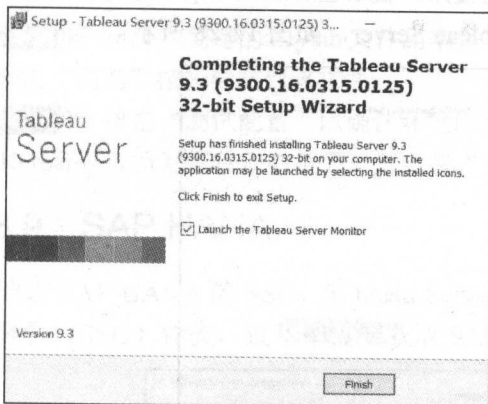 Setup - Tableau Server 9.3 (9300.16.0315.0125) 3...
Completing the Tableau Server
9.3 (9300.16.0315.0125)
32-bit Setup Wizard
Tableau
Server
Setup has finished installing Tableau Server 9.3
(9300.16.0315.0125) 32-bit on your computer. The
application may be launched by selecting the installed icons.
Click Finish to exit Setup.
Launch the Tableau Server Monitor
Version 9.3
Finish